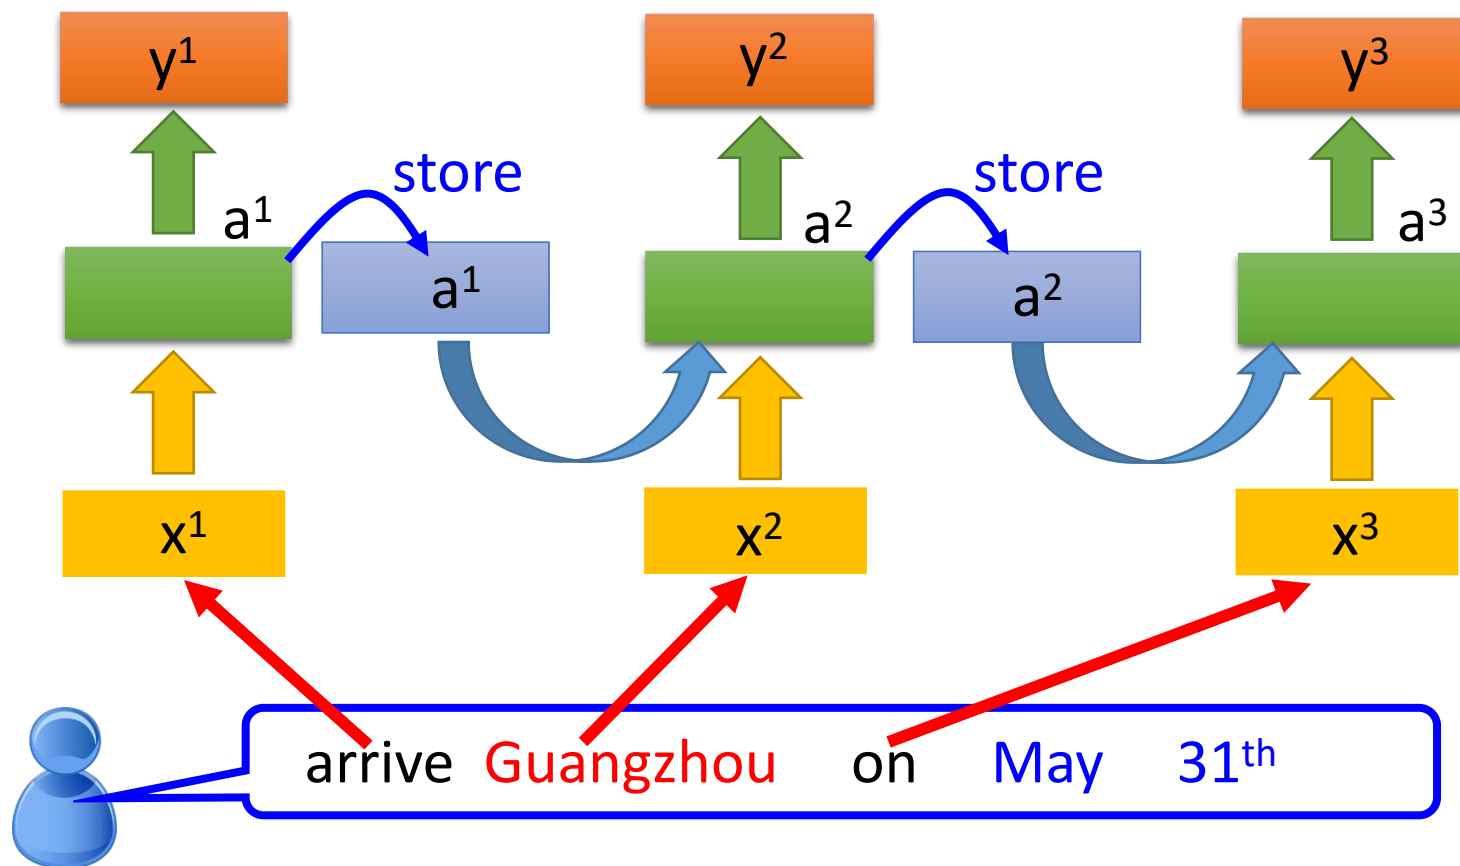 y¹ y² y³
store store
a¹ a² a³
a¹ a²
x¹ x² x³
arrive Guangzhou on May 31ᵗʰ